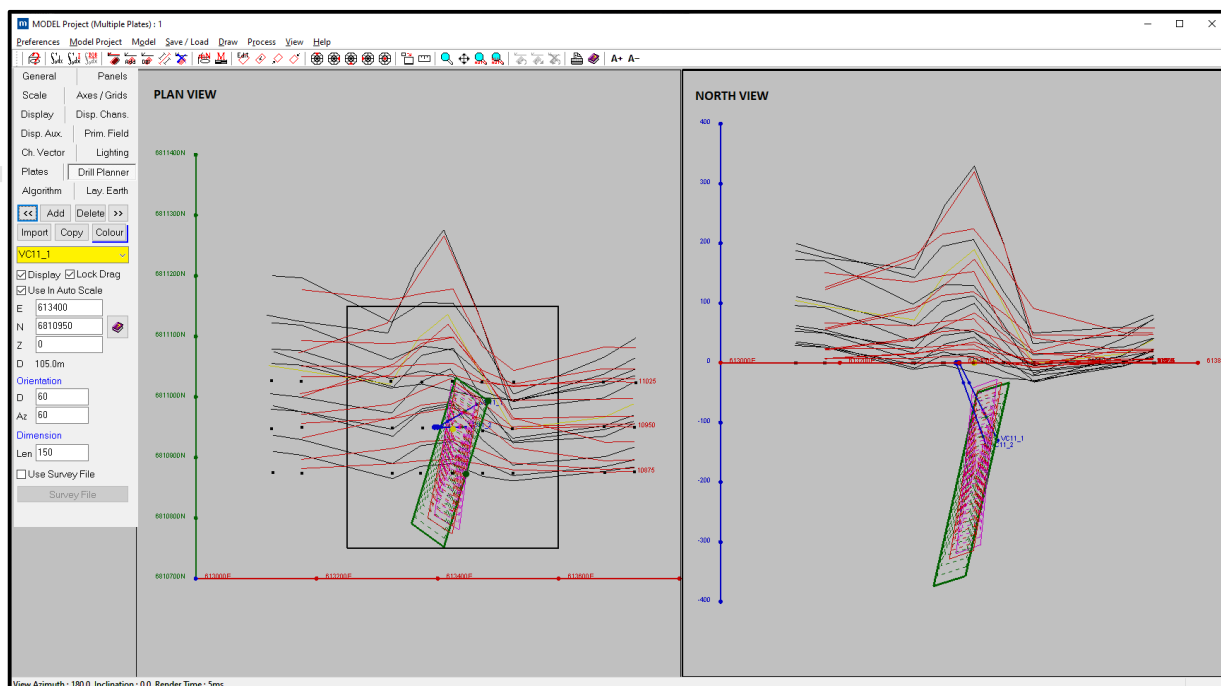 MODEL Project (Multiple Plates) : 1
Preferences Model Project Model Save / Load Draw Process View Help
Edit A+ A-
General Panels
Scale Axes / Grids
Display Disp. Chans.
Disp. Aux. Prim. Field
Ch. Vector Lighting
Plates Drill Planner
Algorithm Lay. Earth
<< Add Delete >>
Import Copy Colour
VC11_1
Display Lock Drag
Use In Auto Scale
E 613400
N 6810950
Z 0
D 105.0m
Orientation
D 60
Az 60
Dimension
Len 150
Use Survey File
Survey File
PLAN VIEW
6811400N
6811300N
6811200N
6811100N
6811000N
6810900N
6810800N
6810700N
613000E 613200E 613400E 613600E
11025
10950
10875
NORTH VIEW
400
300
200
100
0
-100
-200
-300
-400
613000E
VC11_1
View Azimuth : 180.0 Inclination : 0.0 Render Time : 5ms